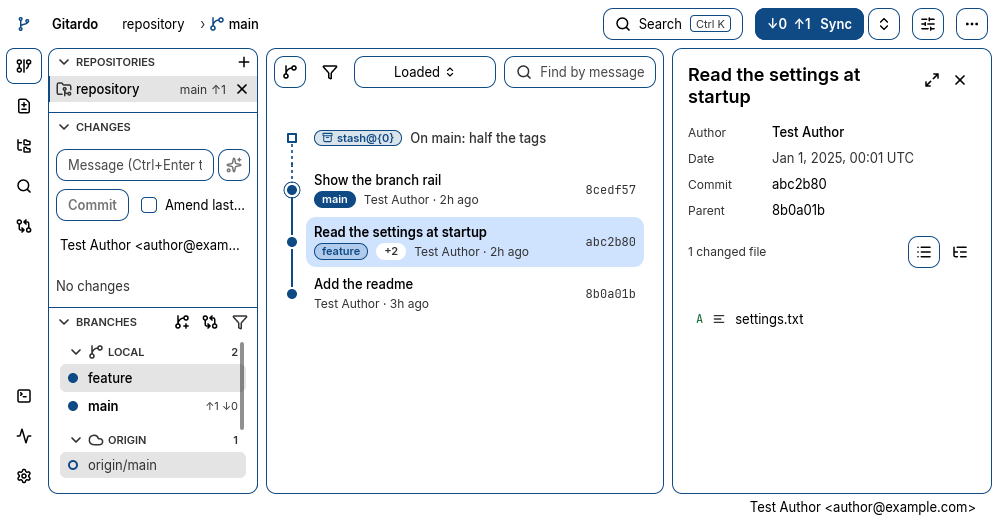 Gitardo repository › main Search Ctrl K ↓0 ↑1 Sync
REPOSITORIES
repository main ↑1
CHANGES
Message (Ctrl+Enter t
Commit Amend last...
Test Author <author@exam...
No changes
BRANCHES
LOCAL 2
feature
main ↑1 ↓0
ORIGIN 1
origin/main
Loaded Find by message
stash@{0} On main: half the tags
Show the branch rail
main Test Author · 2h ago 8cedf57
Read the settings at startup
feature +2 Test Author · 2h ago abc2b80
Add the readme
Test Author · 3h ago 8b0a01b
Read the settings at
startup
Author Test Author
Date Jan 1, 2025, 00:01 UTC
Commit abc2b80
Parent 8b0a01b
1 changed file
A settings.txt
Test Author <author@example.com>